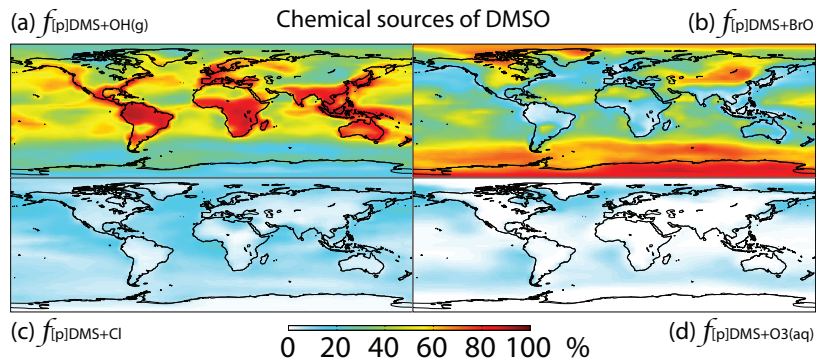 (a) f[p]DMS+OH(g) Chemical sources of DMSO (b) f[p]DMS+BrO
(c) f[p]DMS+Cl 0 20 40 60 80 100 % (d) f[p]DMS+O3(aq)